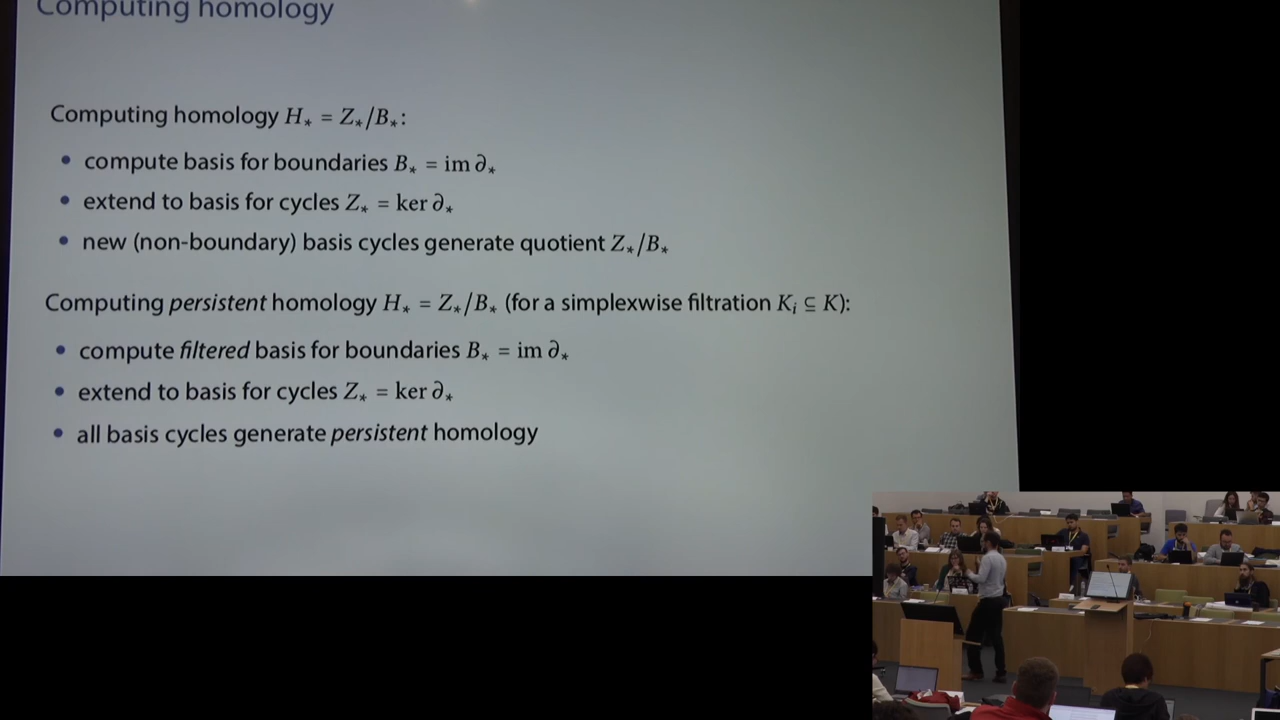 Computing homology
Computing homology H∗ = Z∗/B∗:
• compute basis for boundaries B∗ = im ∂∗
• extend to basis for cycles Z∗ = ker ∂∗
• new (non-boundary) basis cycles generate quotient Z∗/B∗
Computing persistent homology H∗ = Z∗/B∗ (for a simplexwise filtration Kᵢ ⊆ K):
• compute filtered basis for boundaries B∗ = im ∂∗
• extend to basis for cycles Z∗ = ker ∂∗
• all basis cycles generate persistent homology